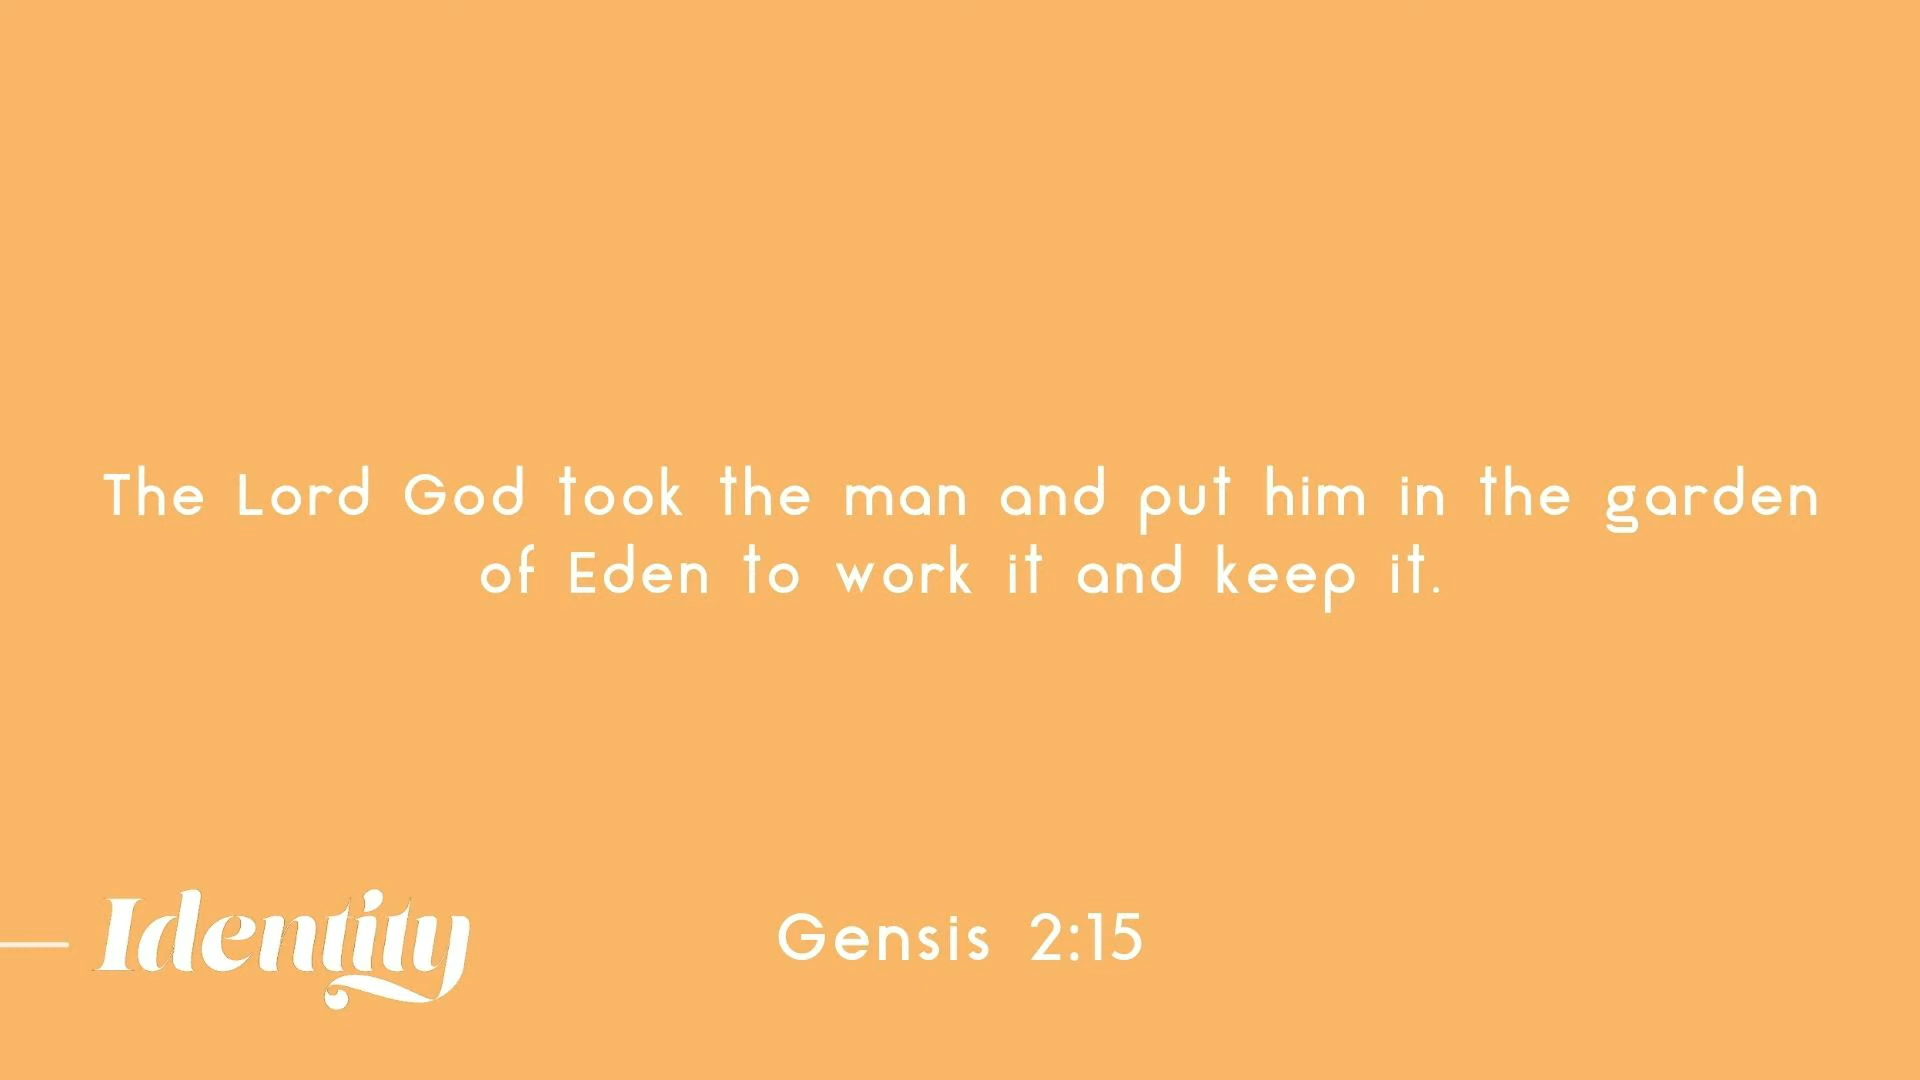 The Lord God took the man and put him in the garden
of Eden to work it and keep it.
Identity
Gensis 2:15